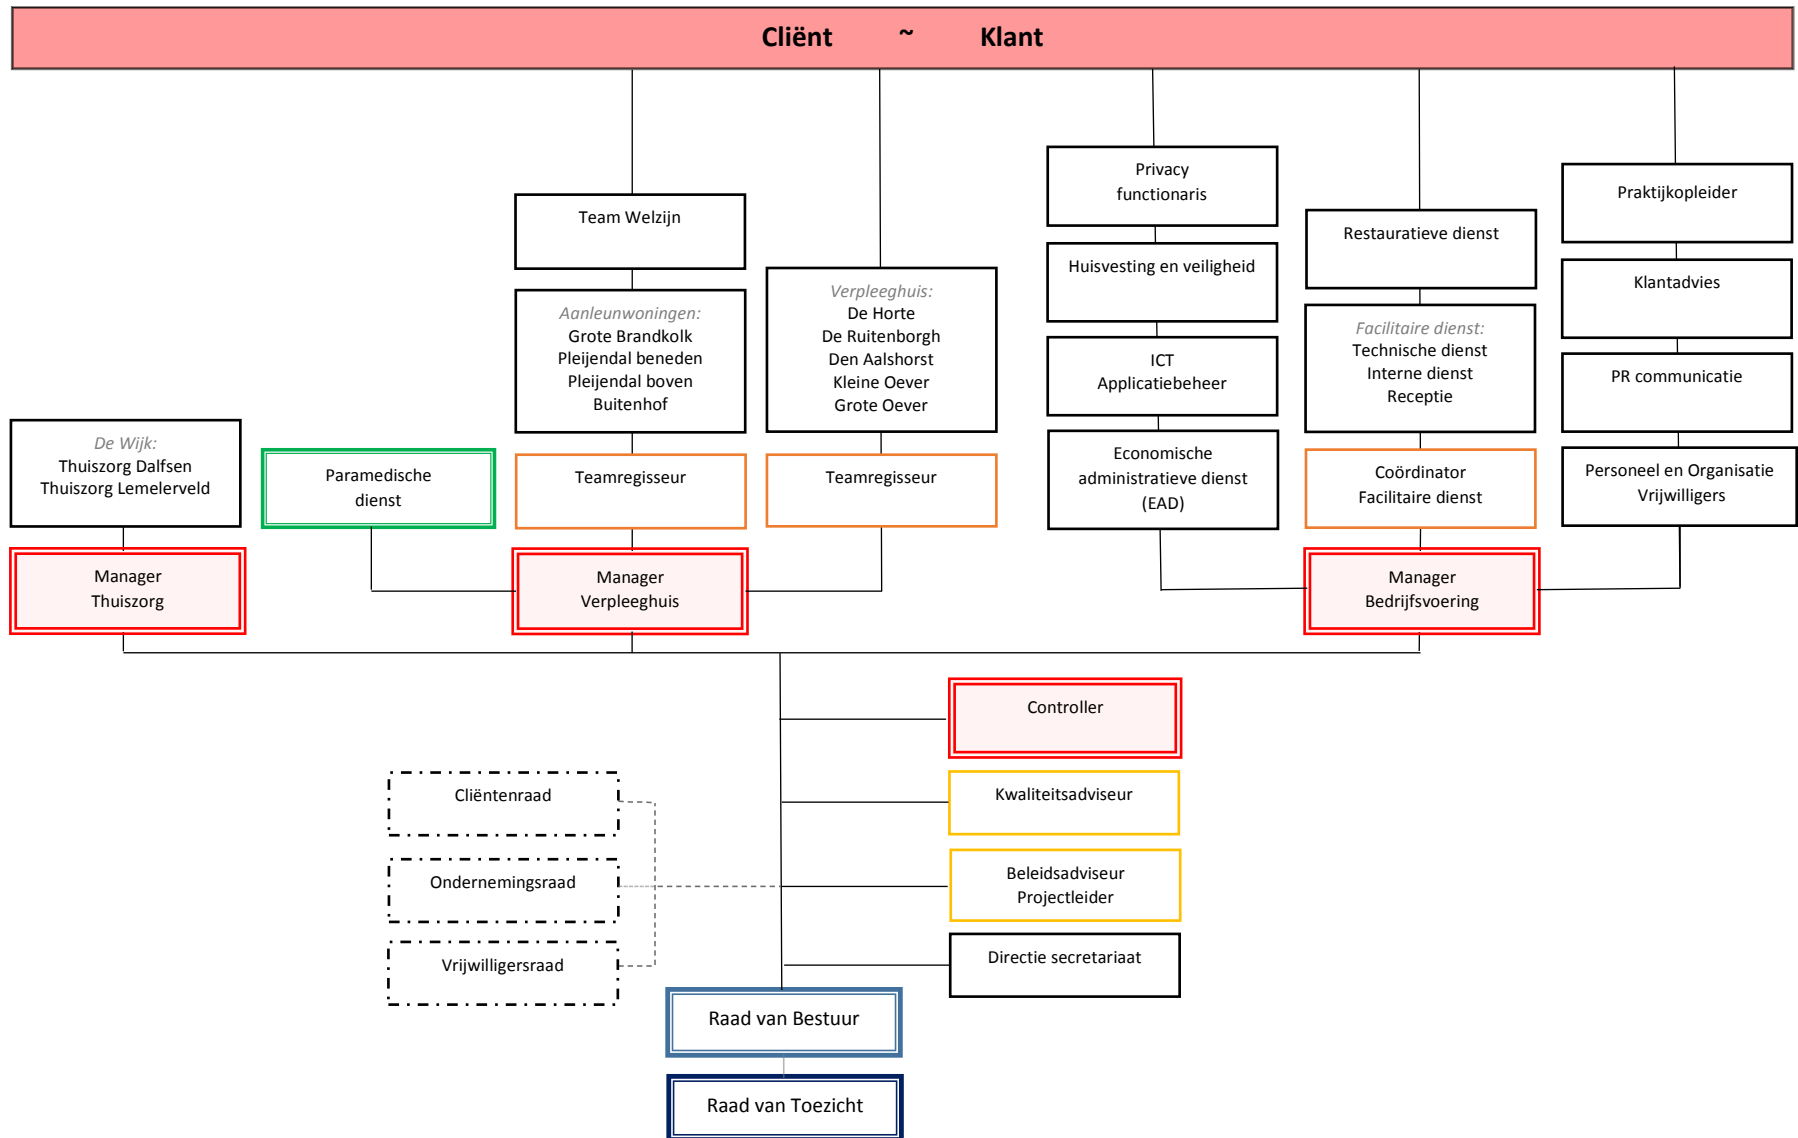 Cliënt ~ Klant
Privacy
functionaris
Praktijkopleider
Team Welzijn
Restauratieve dienst
Huisvesting en veiligheid
Klantadvies
Aanleunwoningen:
Grote Brandkolk
Pleijendal beneden
Pleijendal boven
Buitenhof
Verpleeghuis:
De Horte
De Ruitenborgh
Den Aalshorst
Kleine Oever
Grote Oever
ICT
Applicatiebeheer
Facilitaire dienst:
Technische dienst
Interne dienst
Receptie
PR communicatie
De Wijk:
Thuiszorg Dalfsen
Thuiszorg Lemelerveld
Paramedische
dienst
Teamregisseur
Teamregisseur
Economische
administratieve dienst
(EAD)
Coördinator
Facilitaire dienst
Personeel en Organisatie
Vrijwilligers
Manager
Thuiszorg
Manager
Verpleeghuis
Manager
Bedrijfsvoering
Controller
Cliëntenraad
Kwaliteitsadviseur
Ondernemingsraad
Beleidsadviseur
Projectleider
Vrijwilligersraad
Directie secretariaat
Raad van Bestuur
Raad van Toezicht